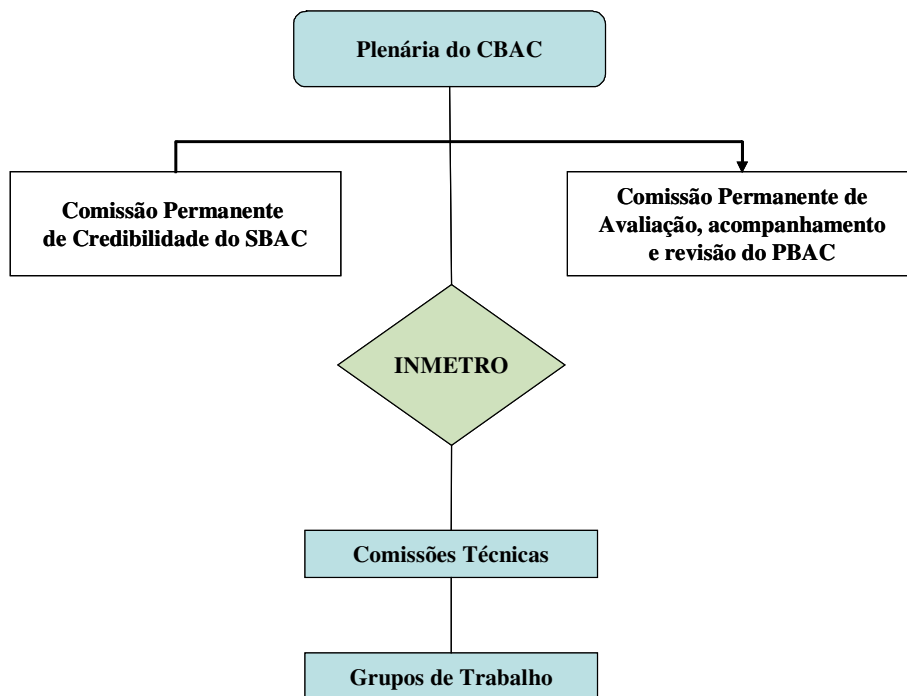 Plenária do CBAC
Comissão Permanente
de Credibilidade do SBAC
Comissão Permanente de
Avaliação, acompanhamento
e revisão do PBAC
INMETRO
Comissões Técnicas
Grupos de Trabalho